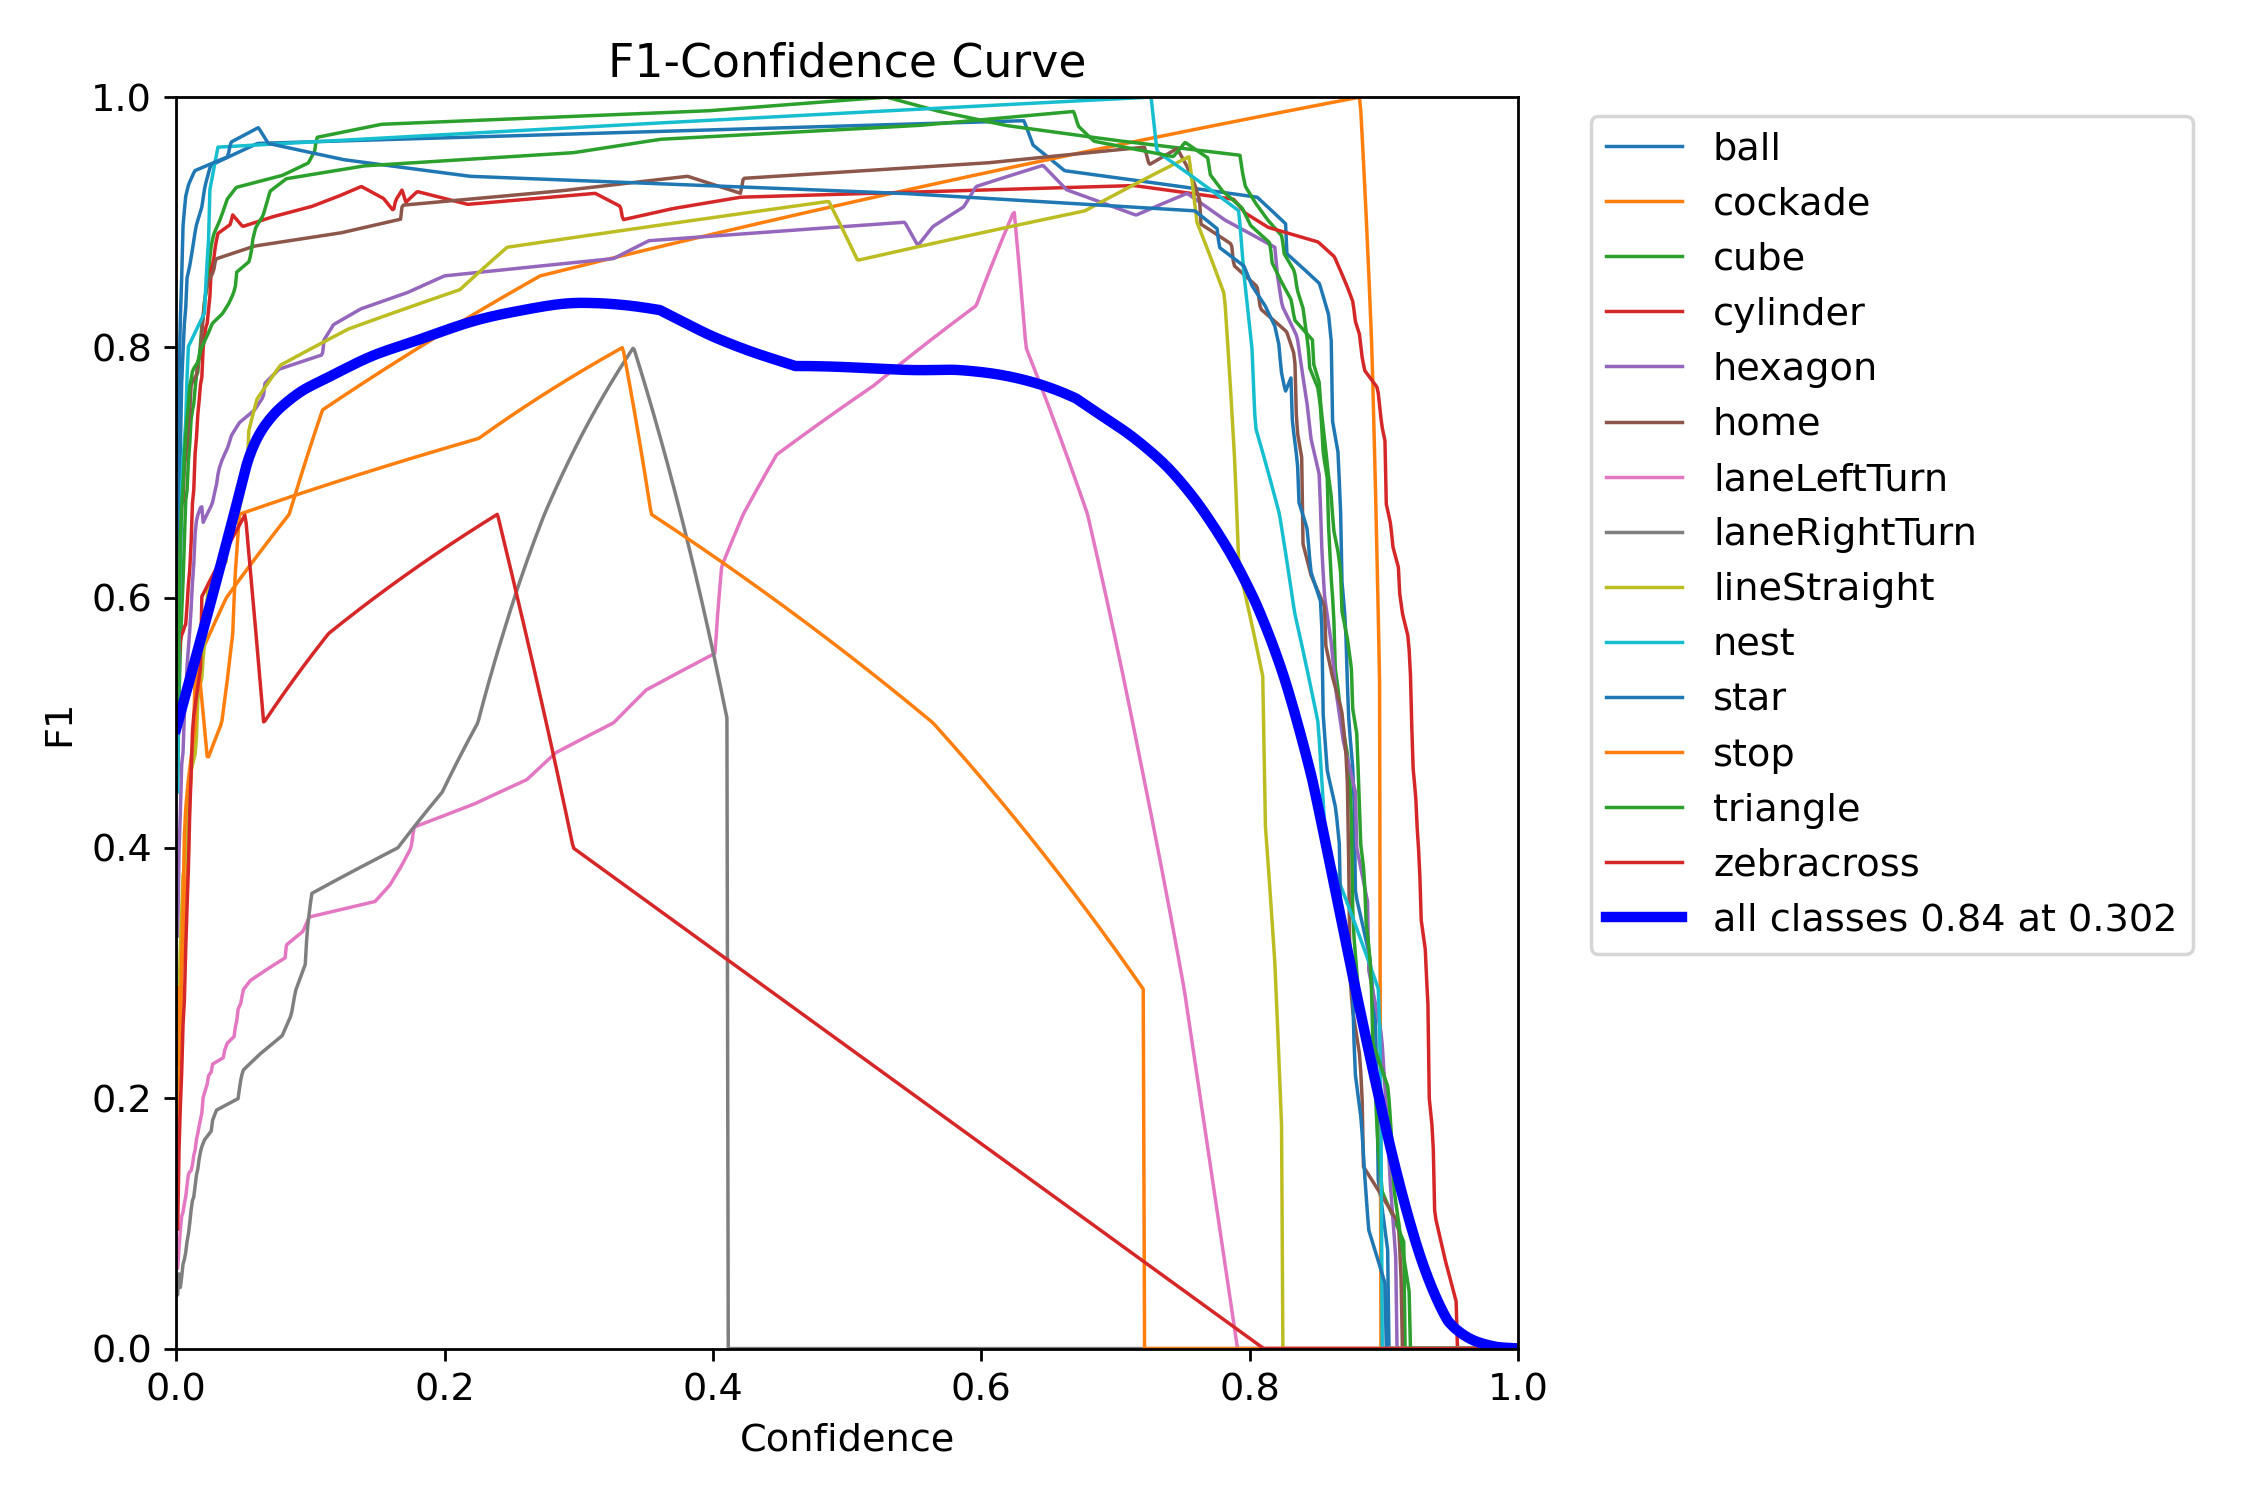 F1-Confidence Curve
1.0
0.8
0.6
0.4
0.2
0.0
F1
0.0 0.2 0.4 0.6 0.8 1.0
Confidence
ball
cockade
cube
cylinder
hexagon
home
laneLeftTurn
laneRightTurn
lineStraight
nest
star
stop
triangle
zebracross
all classes 0.84 at 0.302